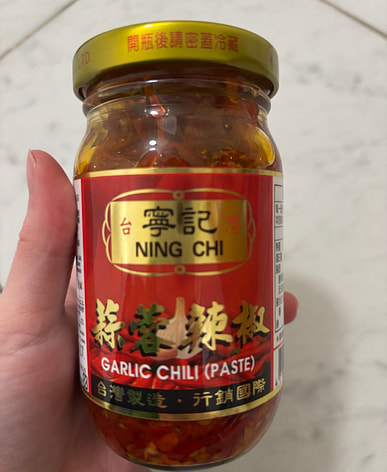 開瓶後請密蓋冷藏
LTD
台 寧記 灣
NING CHI
蒜蓉辣椒
GARLIC CHILI (PASTE)
台灣製造・行銷國際